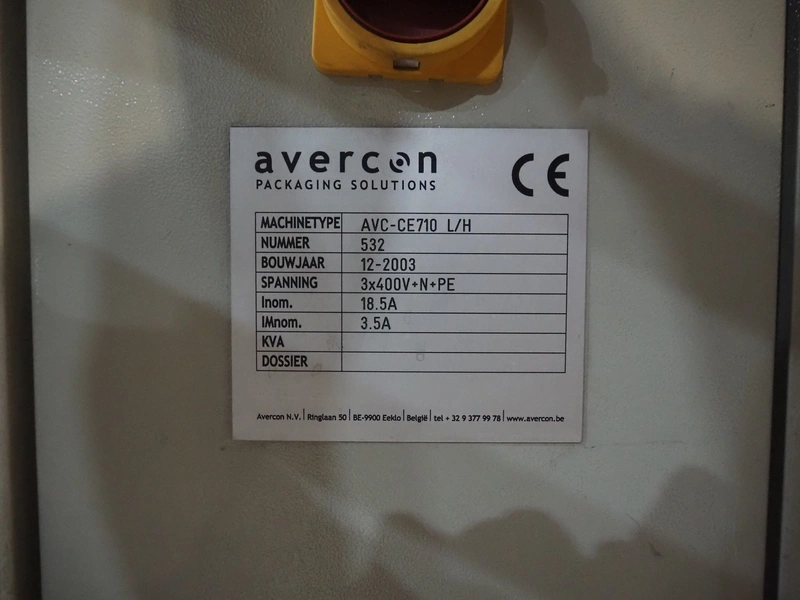 avercon
PACKAGING SOLUTIONS
CE
MACHINETYPE AVC-CE710 L/H
NUMMER 532
BOUWJAAR 12-2003
SPANNING 3x400V+N+PE
Inom. 18.5A
IMnom. 3.5A
KVA
DOSSIER
Avercon N.V. | Ringlaan 50 | BE-9900 Eeklo | België | tel + 32 9 377 99 78 | www.avercon.be